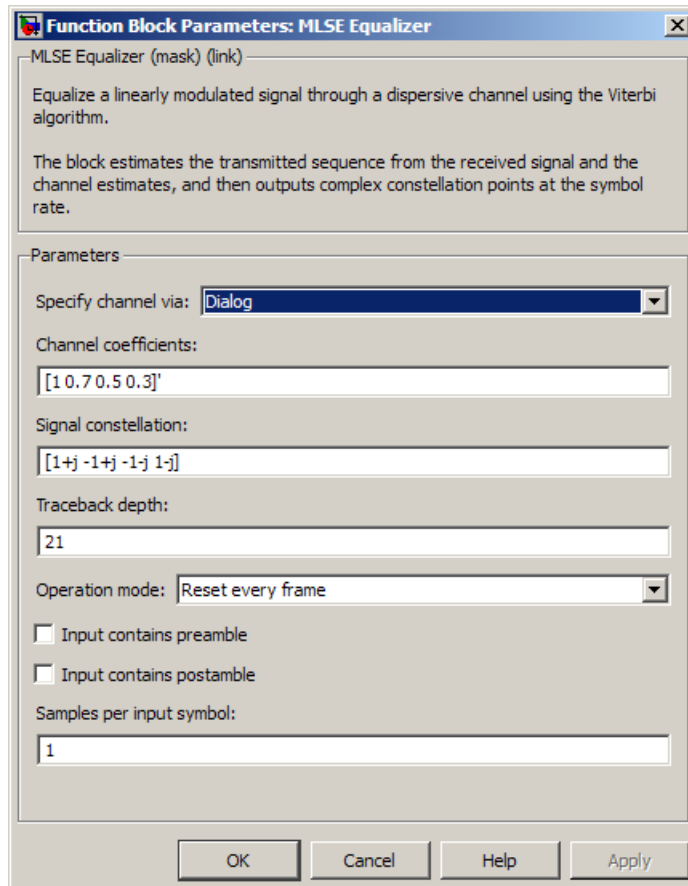 Function Block Parameters: MLSE Equalizer
MLSE Equalizer (mask) (link)
Equalize a linearly modulated signal through a dispersive channel using the Viterbi
algorithm.
The block estimates the transmitted sequence from the received signal and the
channel estimates, and then outputs complex constellation points at the symbol
rate.
Parameters
Specify channel via: Dialog
Channel coefficients:
[1 0.7 0.5 0.3]'
Signal constellation:
[1+j -1+j -1-j 1-j]
Traceback depth:
21
Operation mode: Reset every frame
Input contains preamble
Input contains postamble
Samples per input symbol:
1
OK Cancel Help Apply